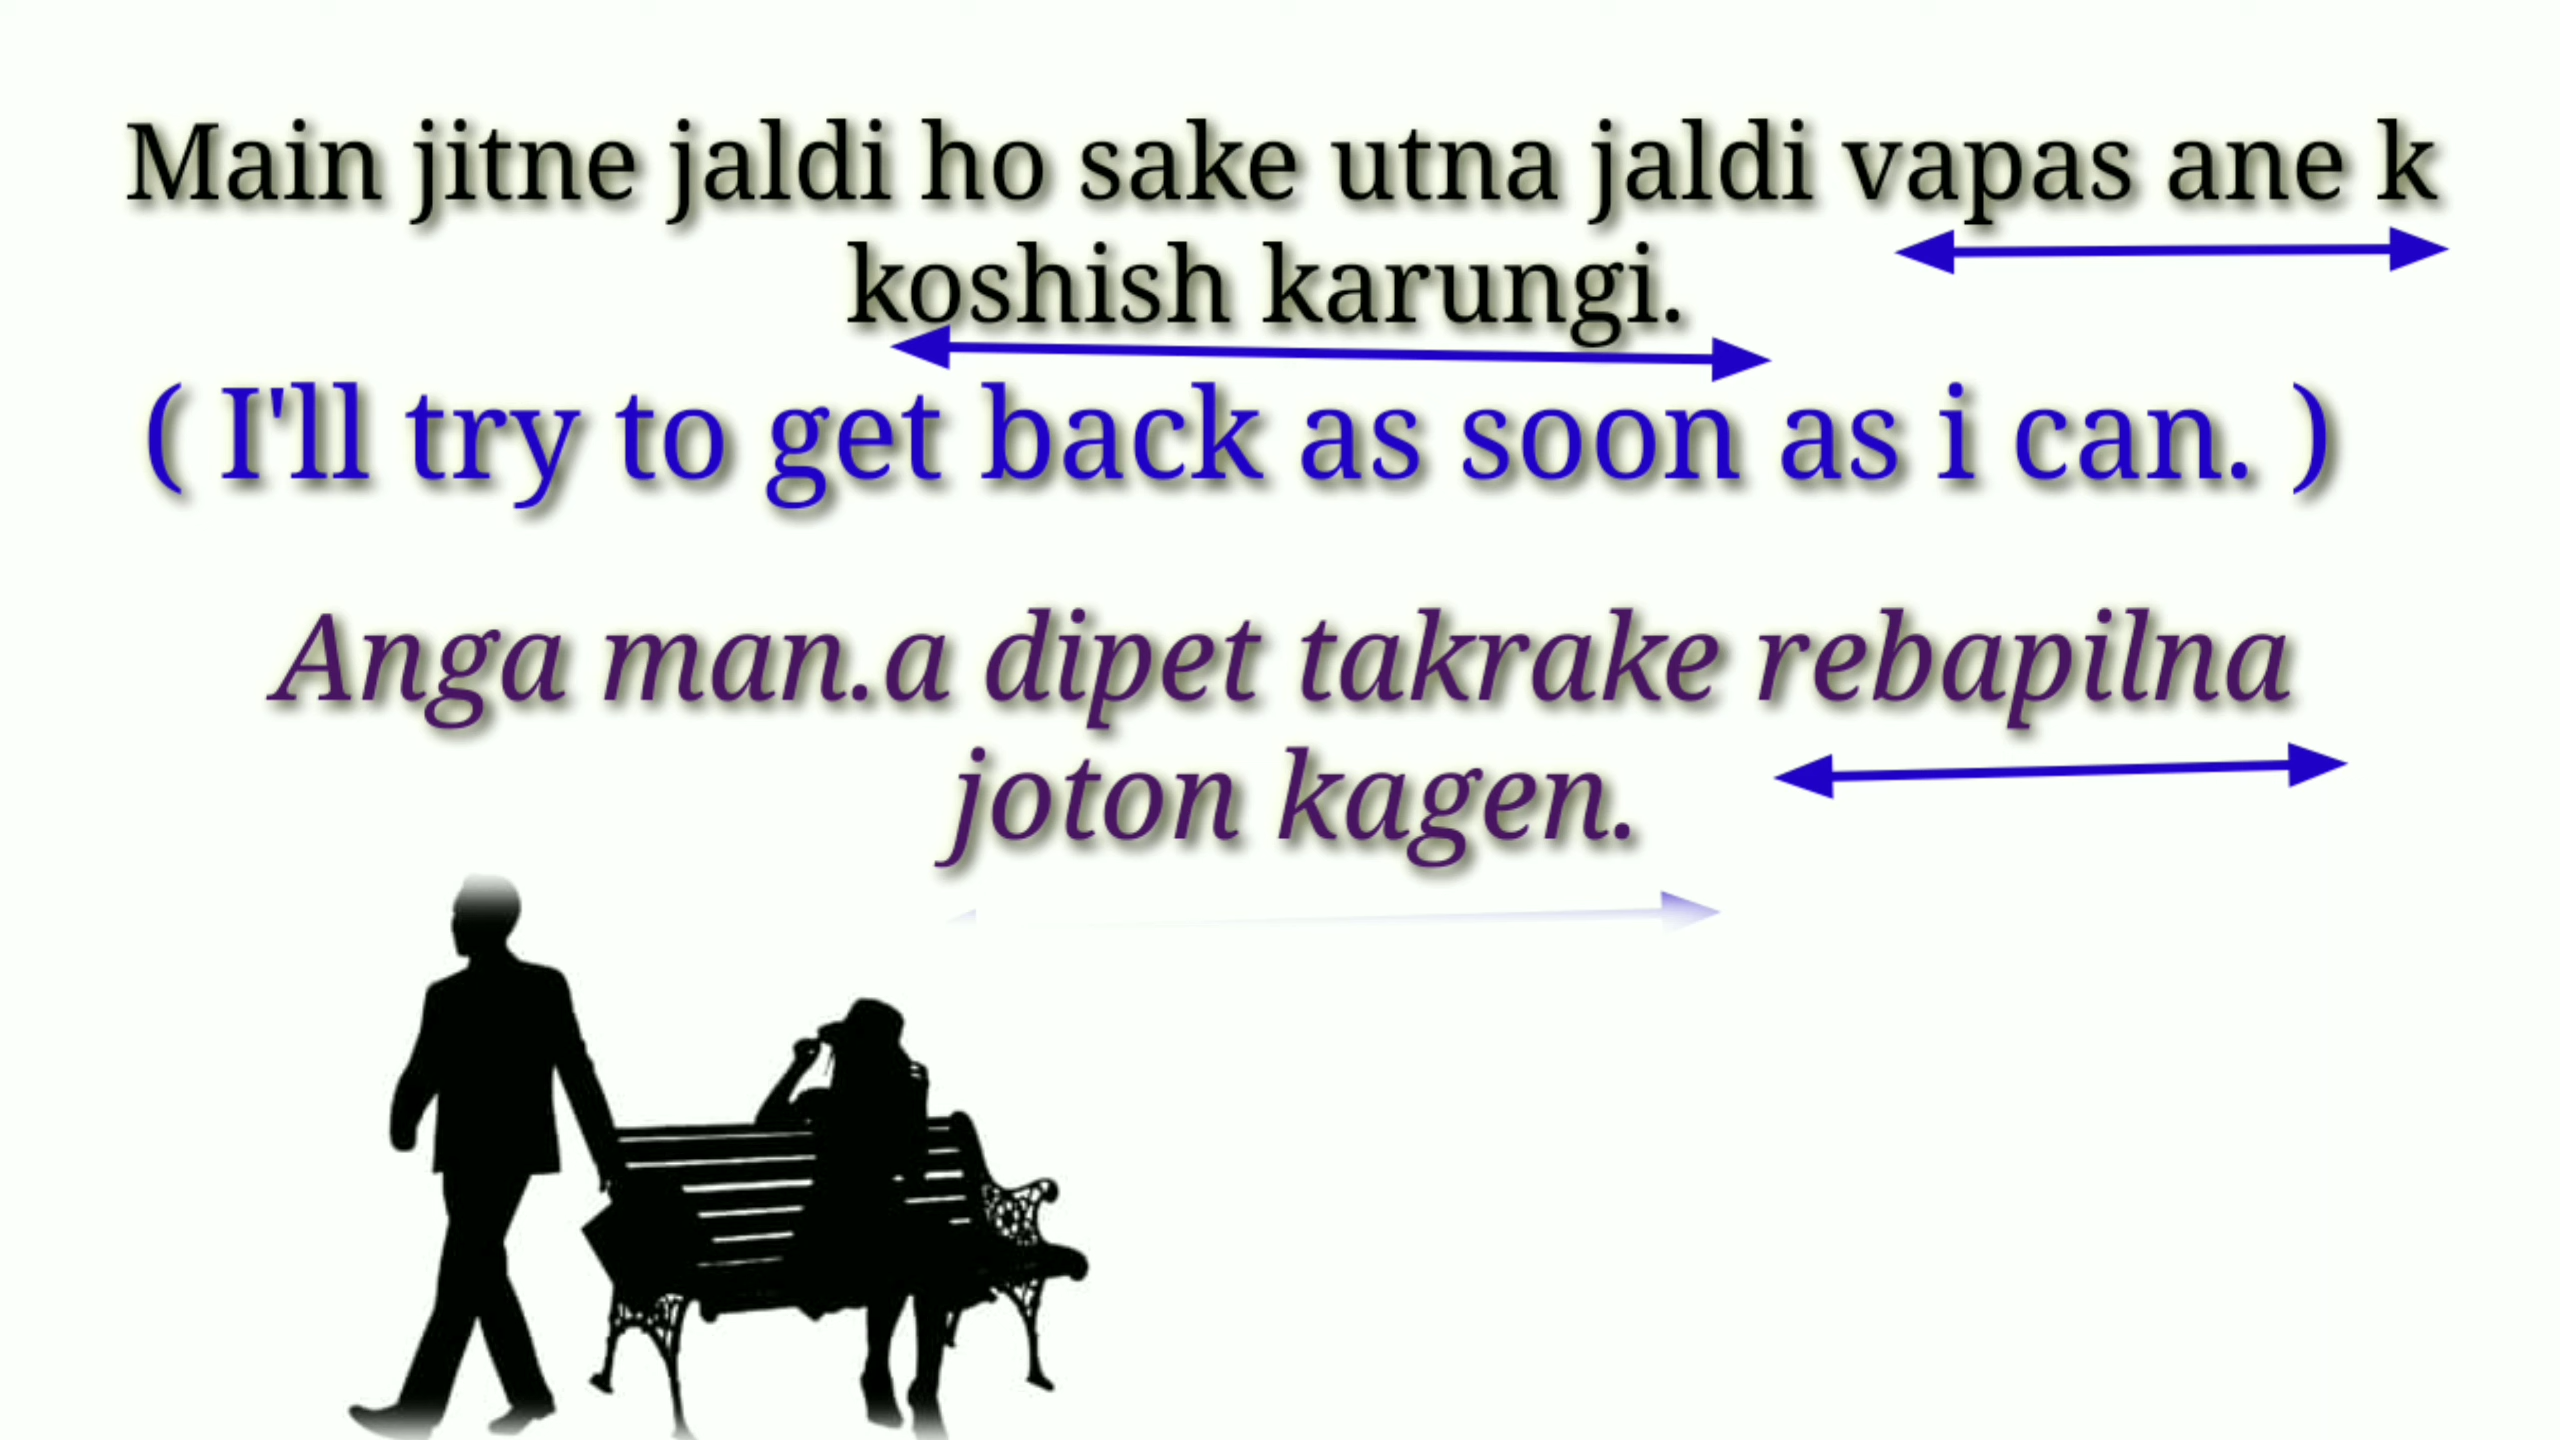 Main jitne jaldi ho sake utna jaldi vapas ane k
koshish karungi.
( I'll try to get back as soon as i can. )
Anga man.a dipet takrake rebapilna
joton kagen.